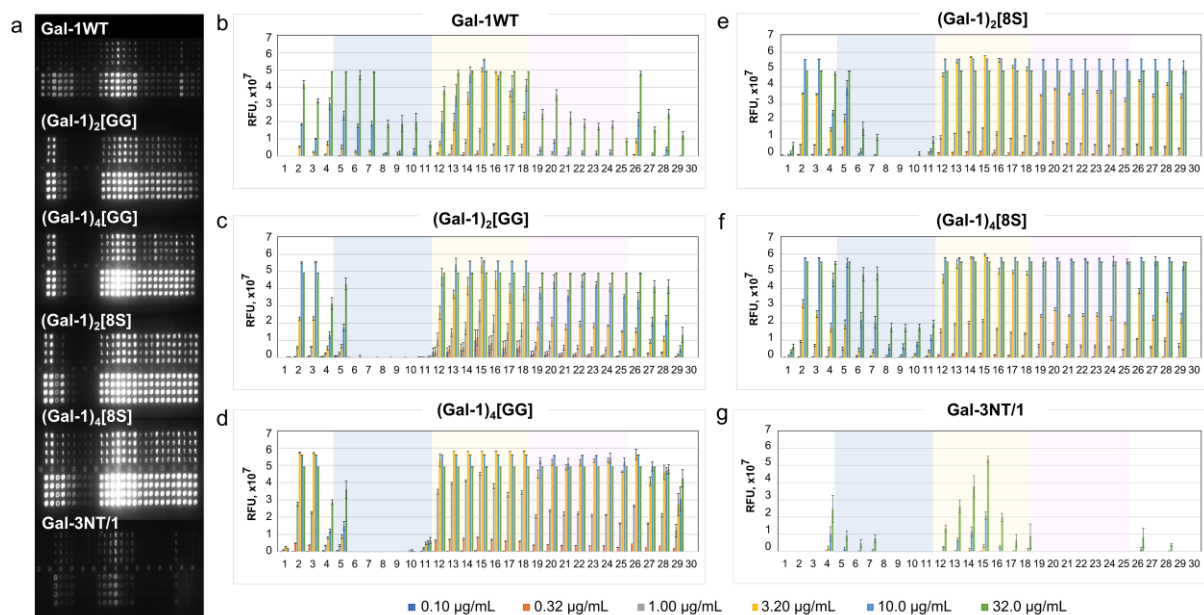 a
Gal-1WT
(Gal-1)₂[GG]
(Gal-1)₄[GG]
(Gal-1)₂[8S]
(Gal-1)₄[8S]
Gal-3NT/1
b
Gal-1WT
RFU, x10⁷
7
6
5
4
3
2
1
0
1 2 3 4 5 6 7 8 9 10 11 12 13 14 15 16 17 18 19 20 21 22 23 24 25 26 27 28 29 30
c
(Gal-1)₂[GG]
RFU, x10⁷
7
6
5
4
3
2
1
0
1 2 3 4 5 6 7 8 9 10 11 12 13 14 15 16 17 18 19 20 21 22 23 24 25 26 27 28 29 30
d
(Gal-1)₄[GG]
RFU, x10⁷
7
6
5
4
3
2
1
0
1 2 3 4 5 6 7 8 9 10 11 12 13 14 15 16 17 18 19 20 21 22 23 24 25 26 27 28 29 30
e
(Gal-1)₂[8S]
RFU, x10⁷
7
6
5
4
3
2
1
0
1 2 3 4 5 6 7 8 9 10 11 12 13 14 15 16 17 18 19 20 21 22 23 24 25 26 27 28 29 30
f
(Gal-1)₄[8S]
RFU, x10⁷
7
6
5
4
3
2
1
0
1 2 3 4 5 6 7 8 9 10 11 12 13 14 15 16 17 18 19 20 21 22 23 24 25 26 27 28 29 30
g
Gal-3NT/1
RFU, x10⁷
7
6
5
4
3
2
1
0
1 2 3 4 5 6 7 8 9 10 11 12 13 14 15 16 17 18 19 20 21 22 23 24 25 26 27 28 29 30
0.10 µg/mL 0.32 µg/mL 1.00 µg/mL 3.20 µg/mL 10.0 µg/mL 32.0 µg/mL